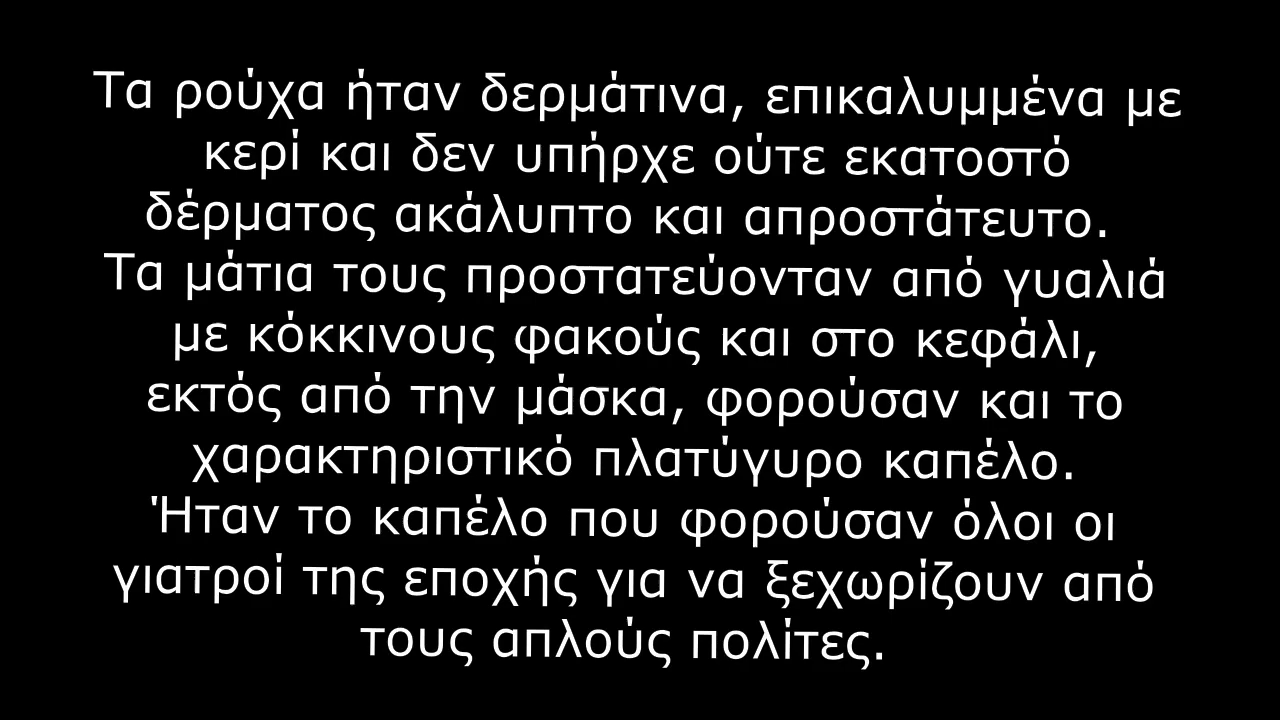 Τα ρούχα ήταν δερμάτινα, επικαλυμμένα με
κερί και δεν υπήρχε ούτε εκατοστό
δέρματος ακάλυπτο και απροστάτευτο.
Τα μάτια τους προστατεύονταν από γυαλιά
με κόκκινους φακούς και στο κεφάλι,
εκτός από την μάσκα, φορούσαν και το
χαρακτηριστικό πλατύγυρο καπέλο.
Ήταν το καπέλο που φορούσαν όλοι οι
γιατροί της εποχής για να ξεχωρίζουν από
τους απλούς πολίτες.